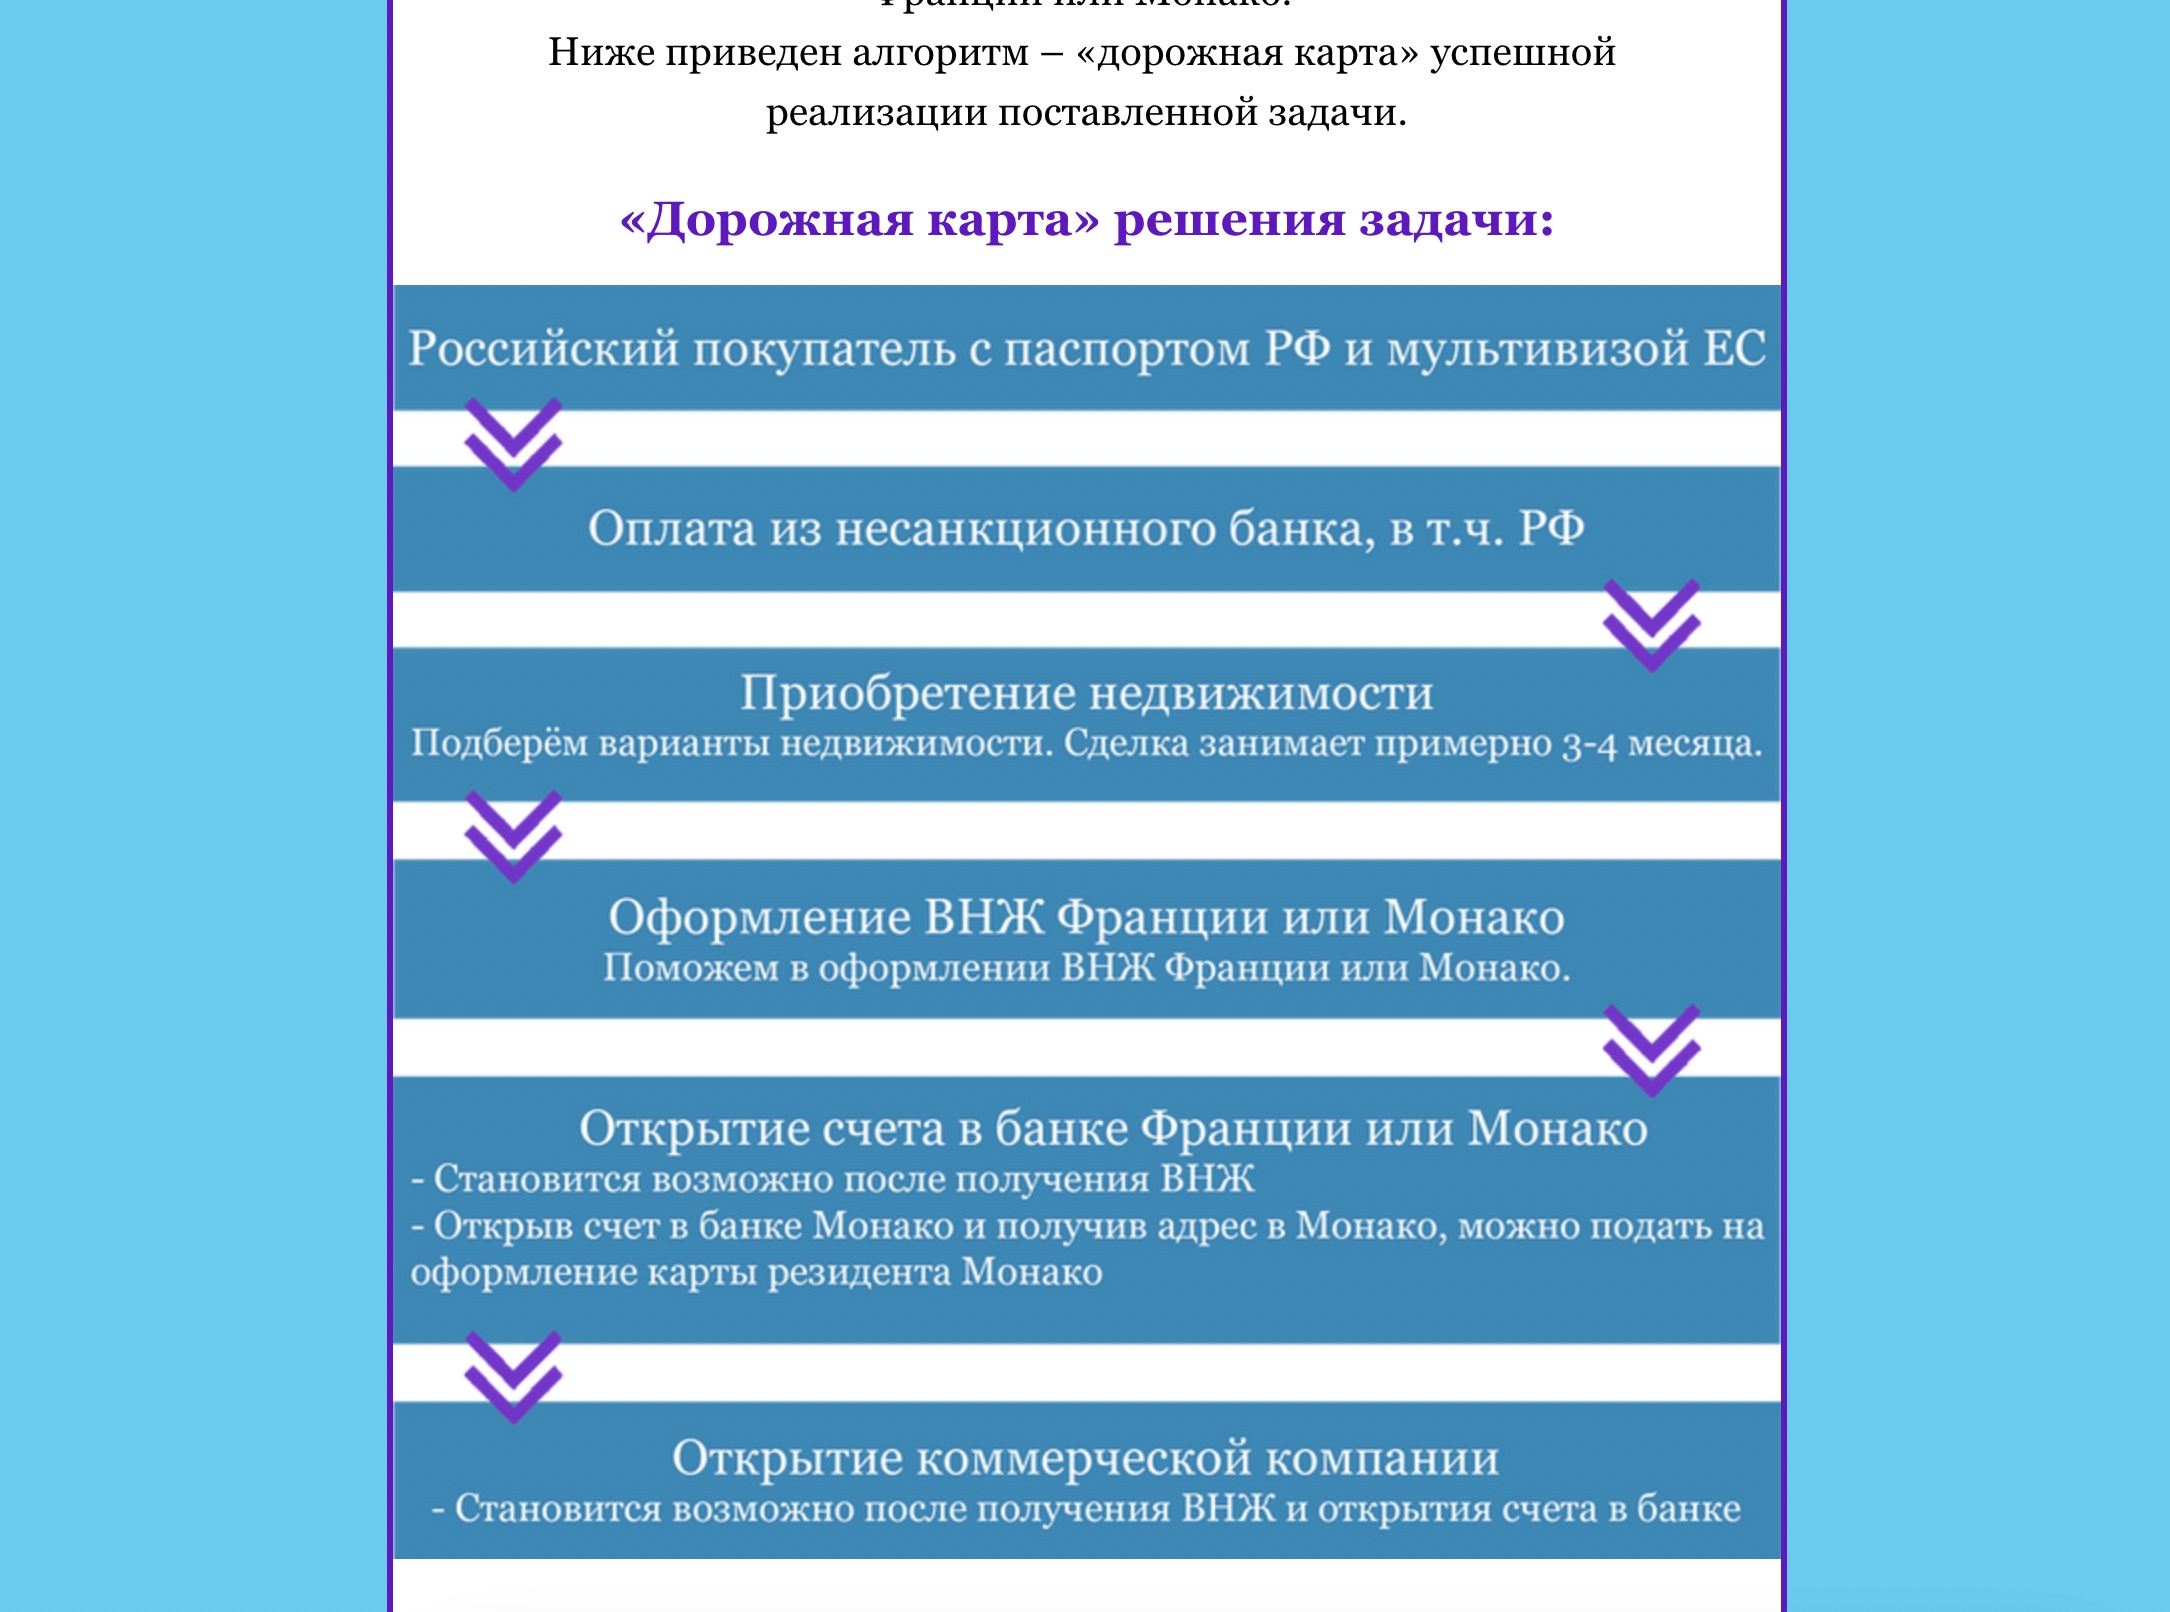 Франции или Монако.
Ниже приведен алгоритм – «дорожная карта» успешной
реализации поставленной задачи.
«Дорожная карта» решения задачи:
Российский покупатель с паспортом РФ и мультивизой ЕС
Оплата из несанкционного банка, в т.ч. РФ
Приобретение недвижимости
Подберём варианты недвижимости. Сделка занимает примерно 3-4 месяца.
Оформление ВНЖ Франции или Монако
Поможем в оформлении ВНЖ Франции или Монако.
Открытие счета в банке Франции или Монако
- Становится возможно после получения ВНЖ
- Открыв счет в банке Монако и получив адрес в Монако, можно подать на
оформление карты резидента Монако
Открытие коммерческой компании
- Становится возможно после получения ВНЖ и открытия счета в банке